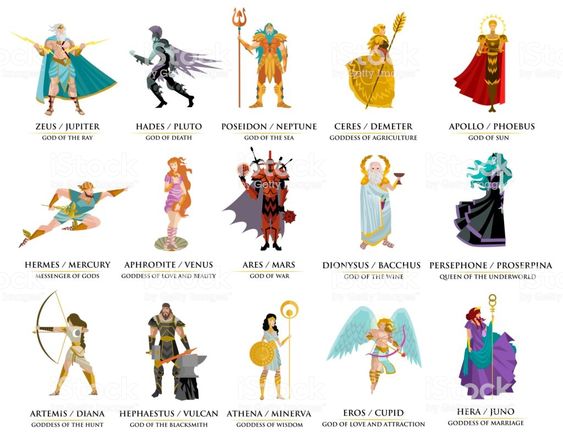 ZEUS / JUPITER
GOD OF THE RAY
HADES / PLUTO
GOD OF DEATH
POSEIDON / NEPTUNE
GOD OF THE SEA
CERES / DEMETER
GODDESS OF AGRICULTURE
APOLLO / PHOEBUS
GOD OF SUN
HERMES / MERCURY
MESSENGER OF GODS
APHRODITE / VENUS
GODDESS OF LOVE AND BEAUTY
ARES / MARS
GOD OF WAR
DIONYSUS / BACCHUS
GOD OF THE WINE
PERSEPHONE / PROSERPINA
QUEEN OF THE UNDERWORLD
ARTEMIS / DIANA
GODDESS OF THE HUNT
HEPHAESTUS / VULCAN
GOD OF THE BLACKSMITH
ATHENA / MINERVA
GODDESS OF WISDOM
EROS / CUPID
GOD OF LOVE AND ATTRACTION
HERA / JUNO
GODDESS OF MARRIAGE
iStock
by Getty Images